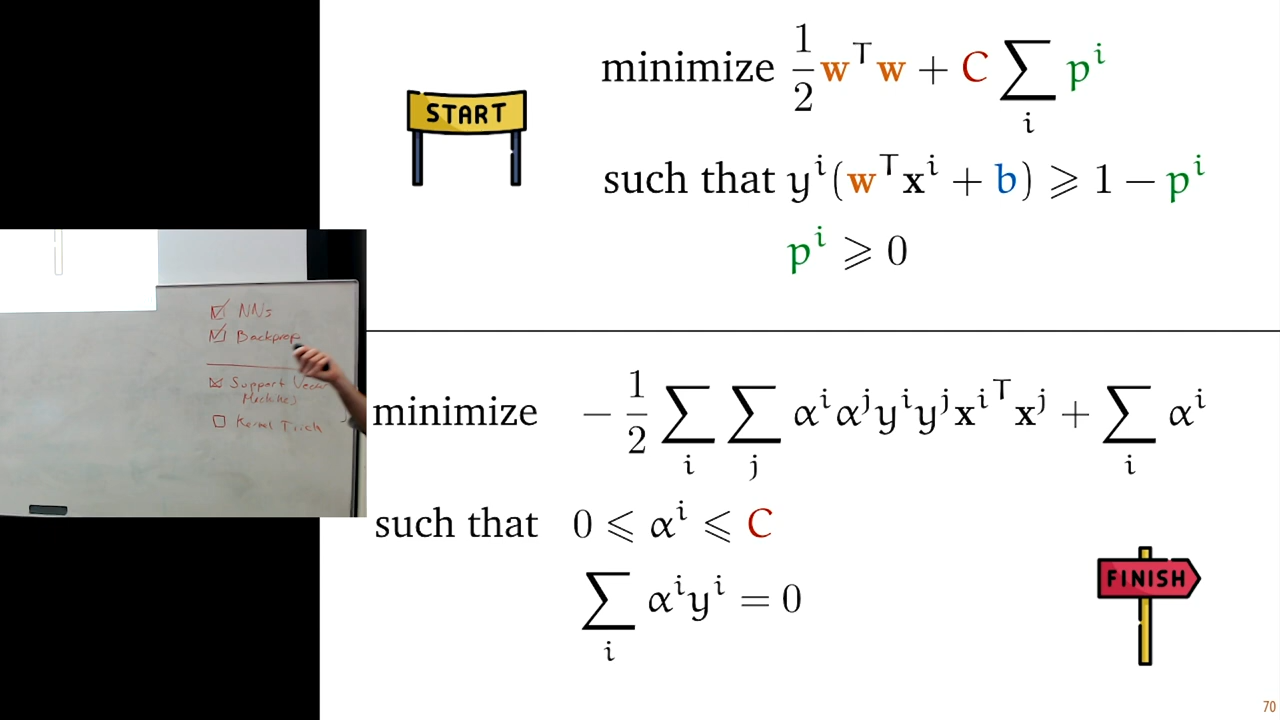 START
minimize 1/2 wᵀw + C ∑ᵢ pⁱ
such that yⁱ(wᵀxⁱ + b) ⩾ 1 − pⁱ
pⁱ ⩾ 0
☑ NNs
☑ Backprop
☑ Support Vec
Machines
☐ Kernel Trick
minimize − 1/2 ∑ᵢ ∑ⱼ αⁱαʲyⁱyʲxⁱᵀxʲ + ∑ᵢ αⁱ
such that 0 ⩽ αⁱ ⩽ C
∑ᵢ αⁱyⁱ = 0
FINISH
70